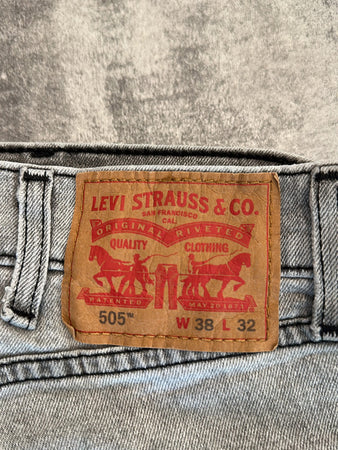 LEVI STRAUSS & CO.
SAN FRANCISCO
CAL.
ORIGINAL RIVETED
QUALITY CLOTHING
PATENTED MAY 20 1873
505™ W 38 L 32